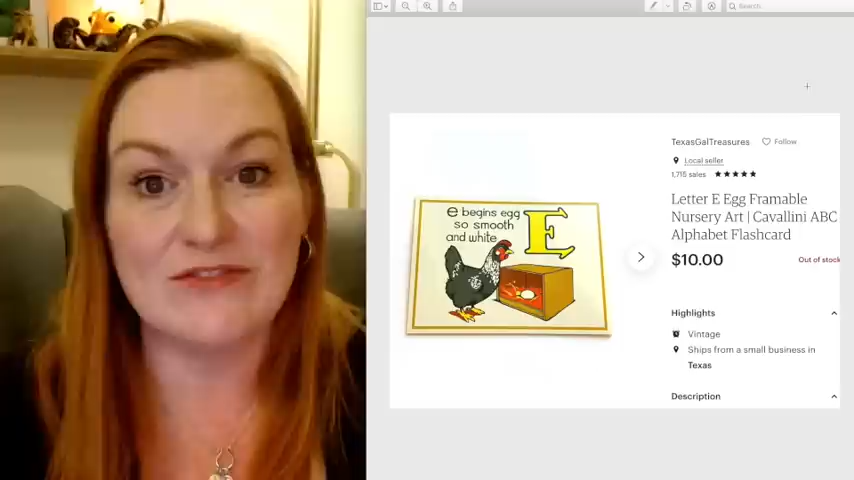 Search
TexasGalTreasures
Follow
Local seller
1,715 sales
Letter E Egg Framable
Nursery Art | Cavallini ABC
Alphabet Flashcard
$10.00
Out of stock
Highlights
Vintage
Ships from a small business in
Texas
Description
e begins egg
so smooth
and white
E